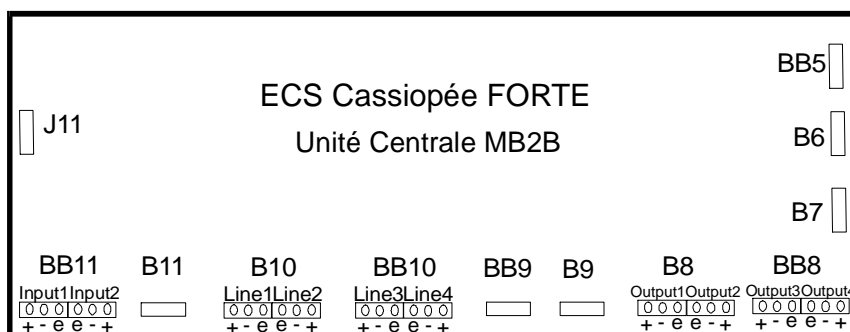 BB5
ECS Cassiopée FORTE
J11
Unité Centrale MB2B
B6
B7
BB11 B11 B10 BB10 BB9 B9 B8 BB8
Input1 Input2 Line1 Line2 Line3 Line4 Output1 Output2 Output3 Output4
+ - e e - + + - e e - + + - e e - + + - e e - + + - e e - +